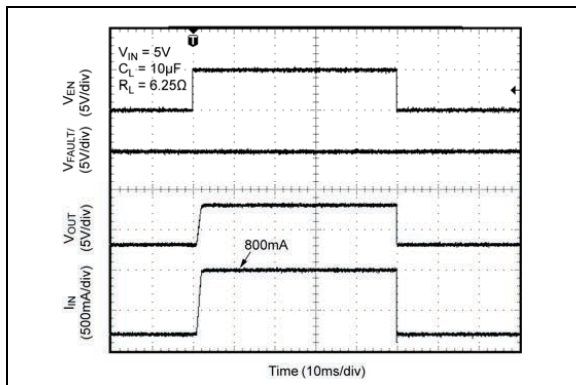 T
V_IN = 5V
C_L = 10µF
R_L = 6.25Ω
V_EN
(5V/div)
V_FAULT/
(5V/div)
V_OUT
(5V/div)
800mA
I_IN
(500mA/div)
Time (10ms/div)